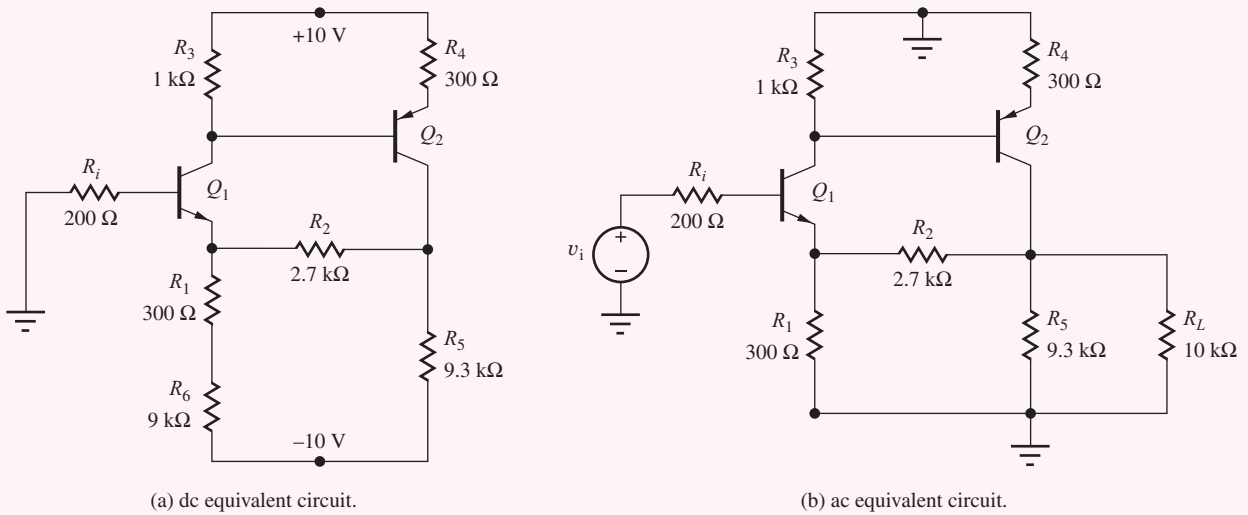 +10 V
R3
1 kΩ
R4
300 Ω
Q2
Ri
200 Ω
Q1
R2
2.7 kΩ
R1
300 Ω
R5
9.3 kΩ
R6
9 kΩ
–10 V
(a) dc equivalent circuit.
R3
1 kΩ
R4
300 Ω
Q2
Ri
200 Ω
Q1
vi
+
–
R2
2.7 kΩ
R1
300 Ω
R5
9.3 kΩ
RL
10 kΩ
(b) ac equivalent circuit.